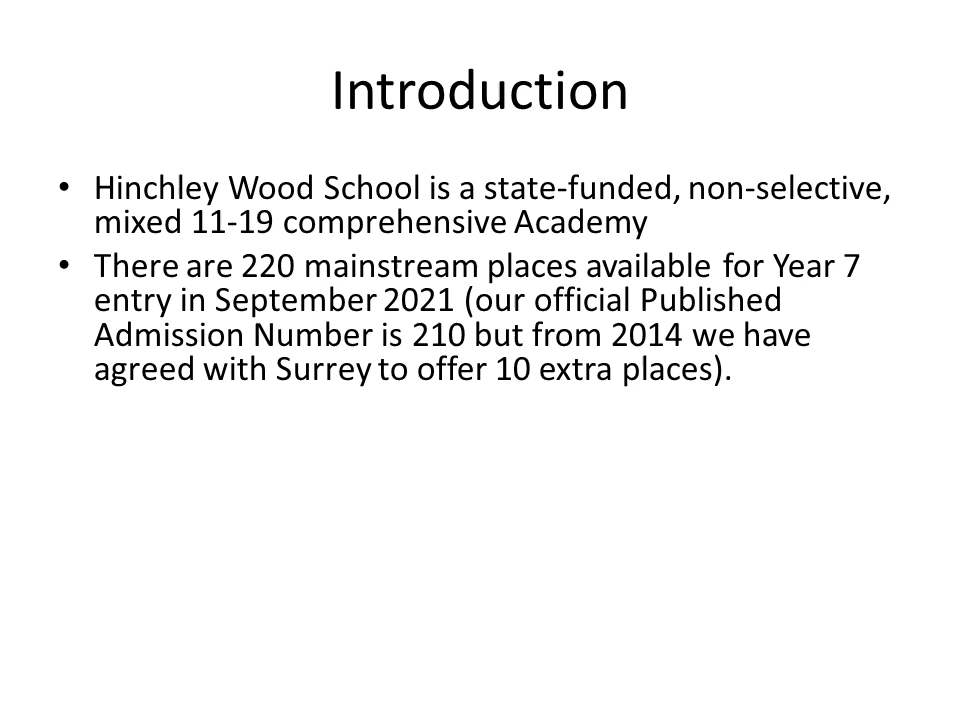 Introduction
• Hinchley Wood School is a state-funded, non-selective,
mixed 11-19 comprehensive Academy
• There are 220 mainstream places available for Year 7
entry in September 2021 (our official Published
Admission Number is 210 but from 2014 we have
agreed with Surrey to offer 10 extra places).